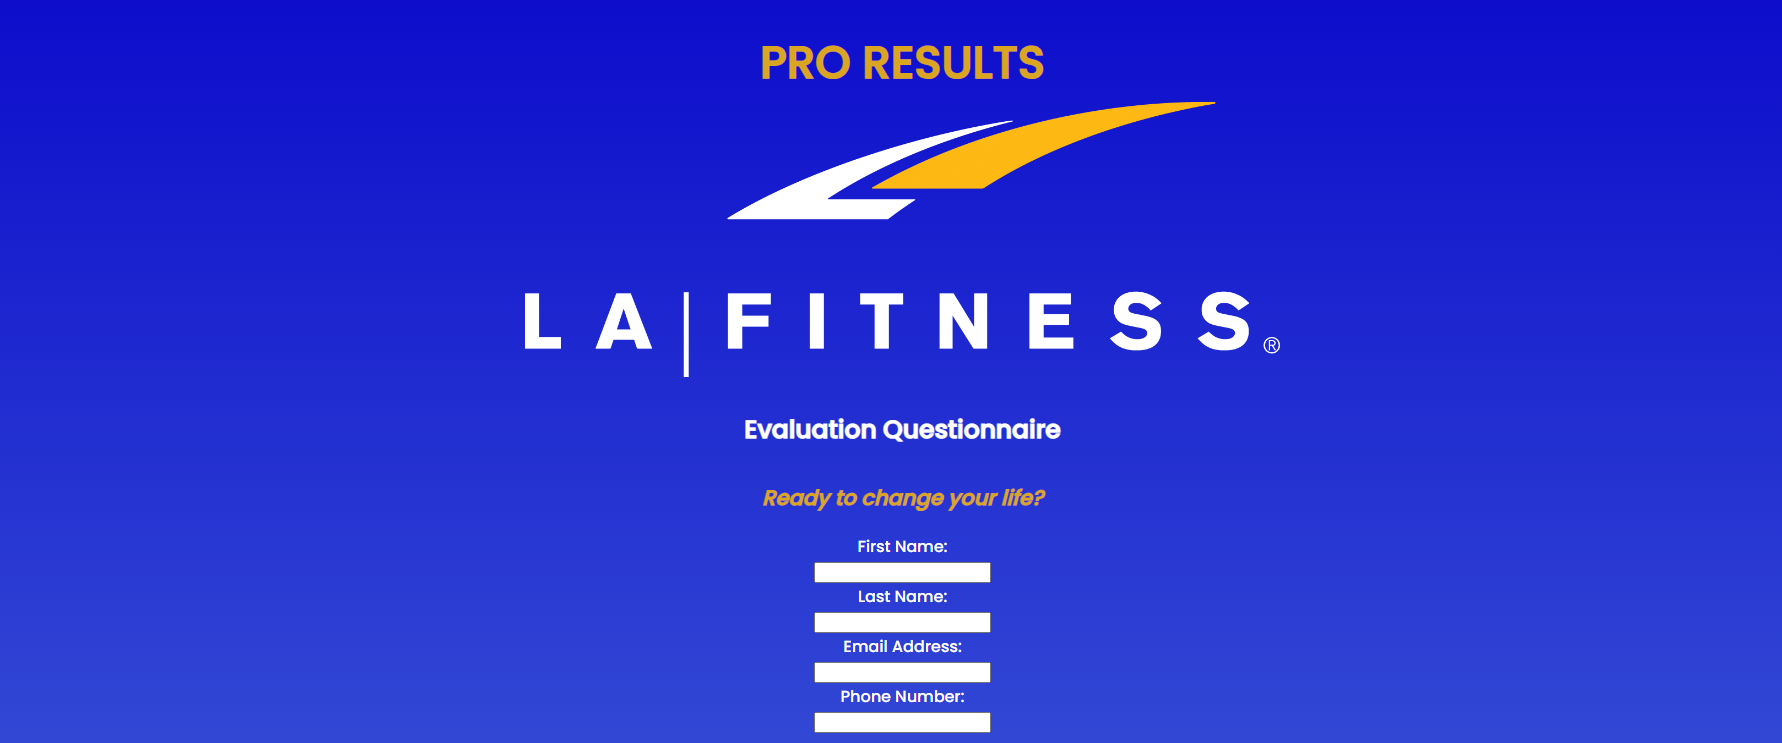 PRO RESULTS
LA|FITNESS®
Evaluation Questionnaire
Ready to change your life?
First Name:
Last Name:
Email Address:
Phone Number: